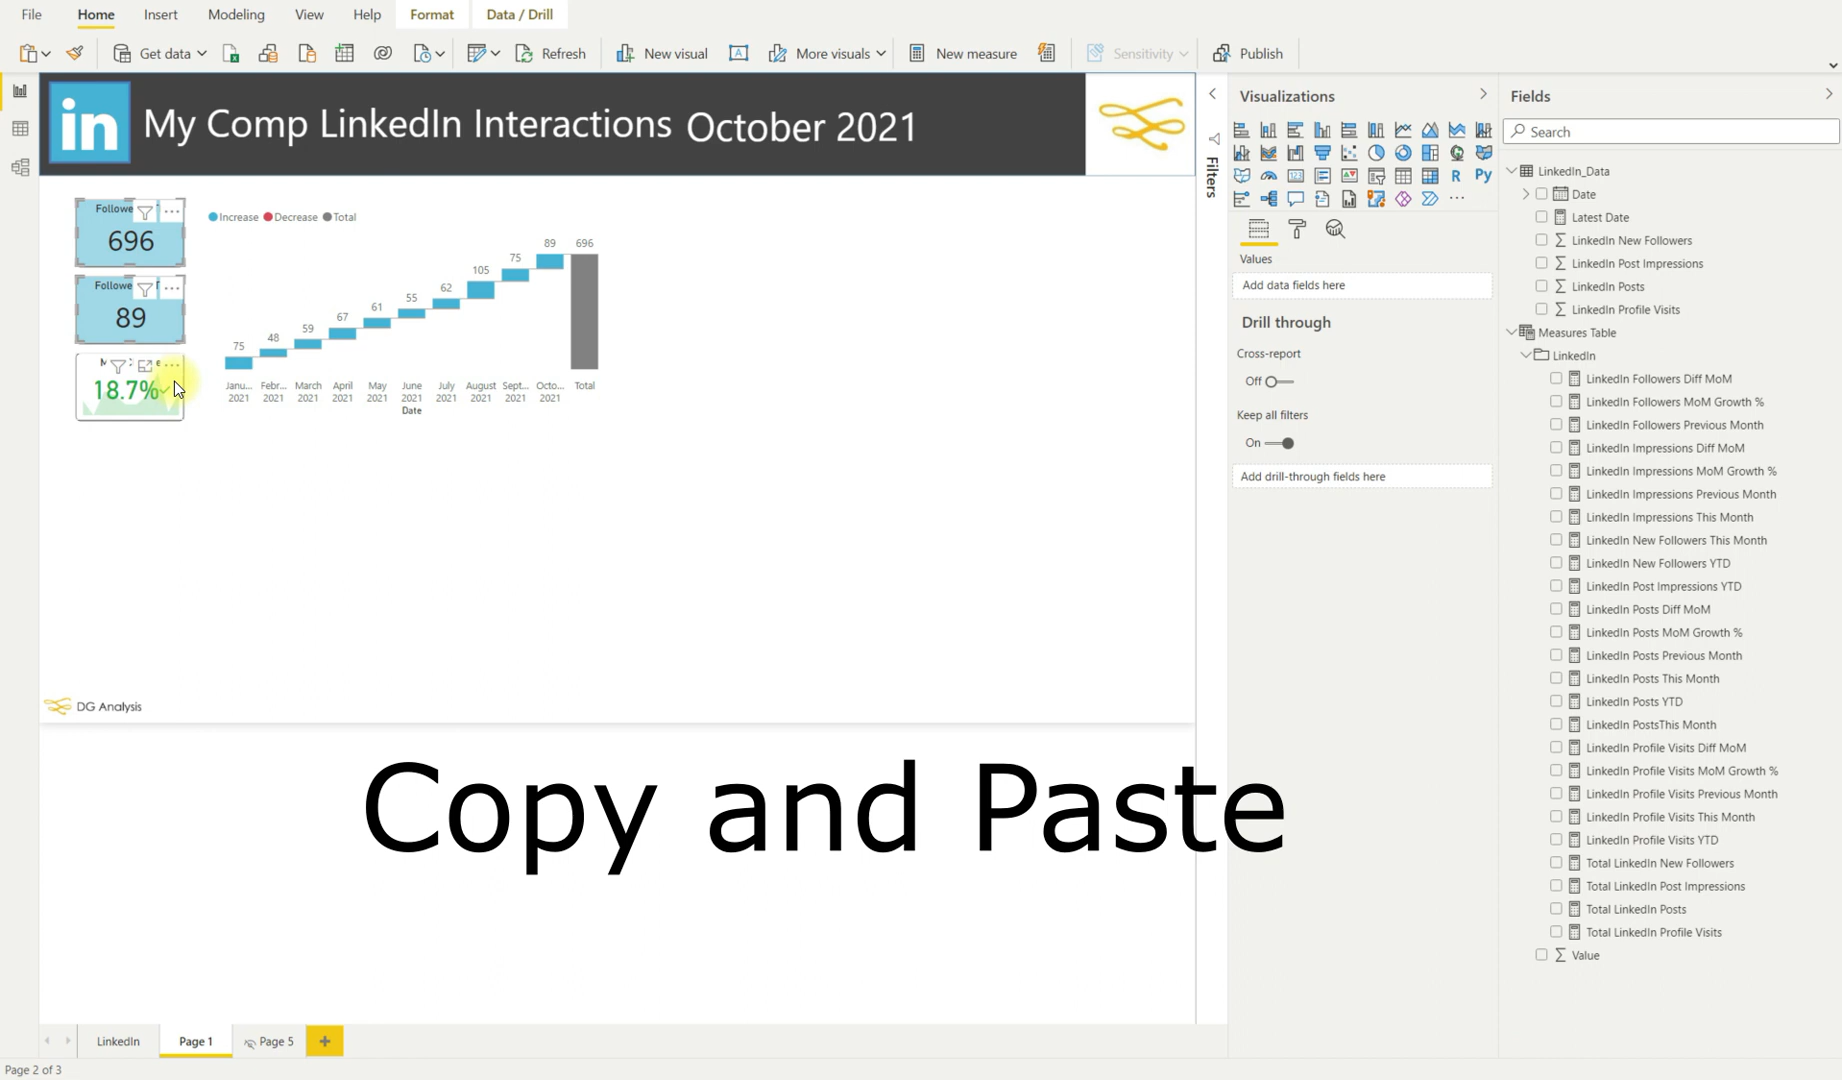 File Home Insert Modeling View Help Format Data / Drill
Get data Refresh New visual A More visuals New measure Sensitivity Publish
in My Comp LinkedIn Interactions October 2021
Followe
696
Followe
89
18.7%
Increase Decrease Total
75 48 59 67 61 55 62 105 75 89 696
Janu... Febr... March April May June July August Sept... Octo... Total
2021 2021 2021 2021 2021 2021 2021 2021 2021 2021
Date
DG Analysis
Copy and Paste
Filters
Visualizations
123
R Py
Values
Add data fields here
Drill through
Cross-report
Off
Keep all filters
On
Add drill-through fields here
Fields
Search
LinkedIn_Data
Date
Latest Date
LinkedIn New Followers
LinkedIn Post Impressions
LinkedIn Posts
LinkedIn Profile Visits
Measures Table
LinkedIn
LinkedIn Followers Diff MoM
LinkedIn Followers MoM Growth %
LinkedIn Followers Previous Month
LinkedIn Impressions Diff MoM
LinkedIn Impressions MoM Growth %
LinkedIn Impressions Previous Month
LinkedIn Impressions This Month
LinkedIn New Followers This Month
LinkedIn New Followers YTD
LinkedIn Post Impressions YTD
LinkedIn Posts Diff MoM
LinkedIn Posts MoM Growth %
LinkedIn Posts Previous Month
LinkedIn Posts This Month
LinkedIn Posts YTD
LinkedIn PostsThis Month
LinkedIn Profile Visits Diff MoM
LinkedIn Profile Visits MoM Growth %
LinkedIn Profile Visits Previous Month
LinkedIn Profile Visits This Month
LinkedIn Profile Visits YTD
Total LinkedIn New Followers
Total LinkedIn Post Impressions
Total LinkedIn Posts
Total LinkedIn Profile Visits
Value
LinkedIn Page 1 Page 5
Page 2 of 3